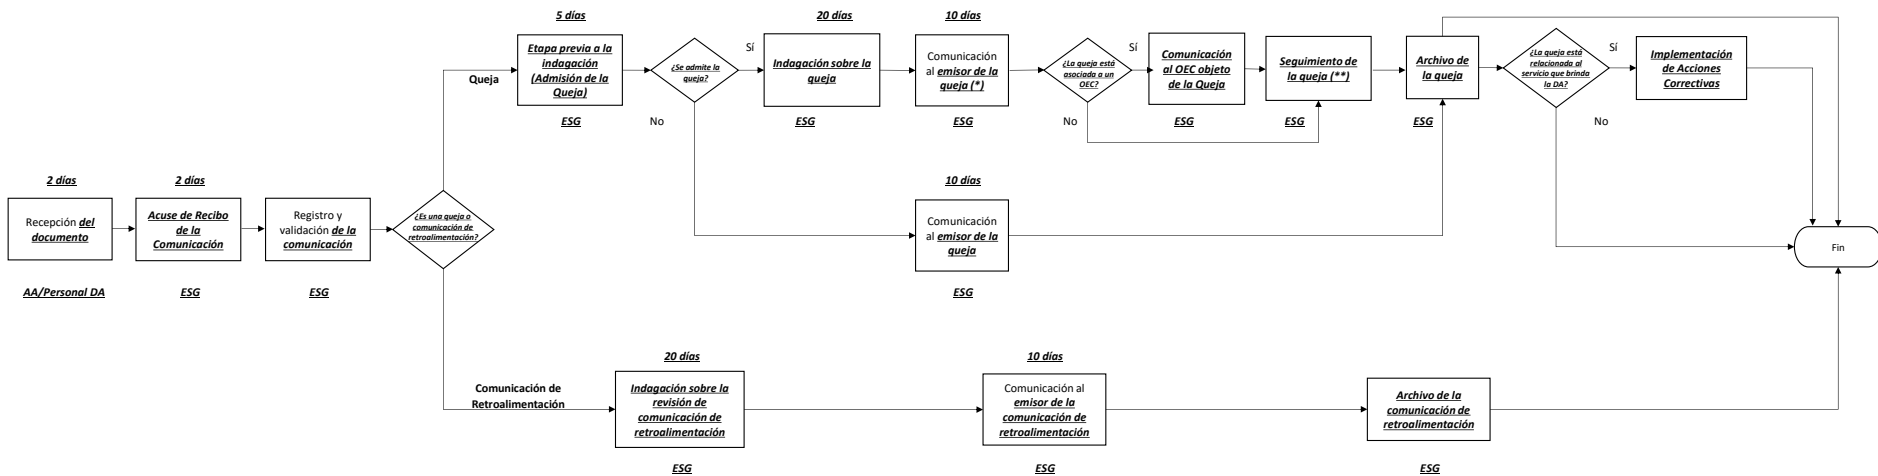 5 días
20 días
10 días
Etapa previa a la
indagación
(Admisión de la
Queja)
¿Se admite la
queja?
Sí
Indagación sobre la
queja
Comunicación
al emisor de la
queja (*)
¿La queja está
asociada a un
OEC?
Sí
Comunicación
al OEC objeto
de la Queja
Seguimiento de
la queja (**)
Archivo de
la queja
¿La queja está
relacionada al
servicio que brinda
la DA?
Sí
Implementación
de Acciones
Correctivas
Queja
ESG
No
ESG
ESG
No
ESG
ESG
ESG
No
2 días
2 días
10 días
Recepción del
documento
Acuse de Recibo
de la
Comunicación
Registro y
validación de la
comunicación
¿Es una queja o
comunicación de
retroalimentación?
Comunicación
al emisor de la
queja
Fin
AA/Personal DA
ESG
ESG
ESG
20 días
10 días
Comunicación de
Retroalimentación
Indagación sobre la
revisión de
comunicación de
retroalimentación
Comunicación al
emisor de la
comunicación de
retroalimentación
Archivo de la
comunicación de
retroalimentación
ESG
ESG
ESG